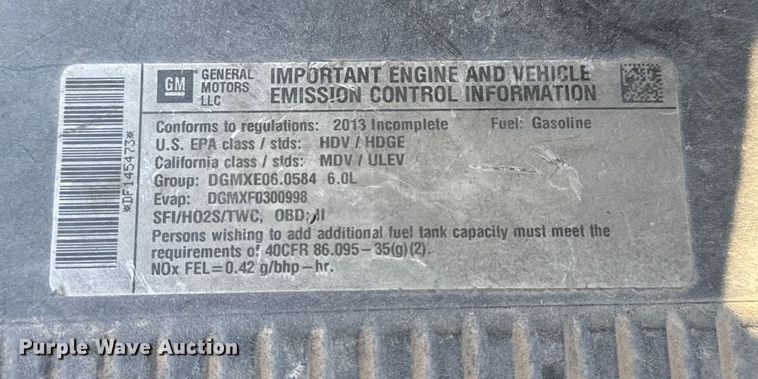 GM GENERAL MOTORS LLC
IMPORTANT ENGINE AND VEHICLE
EMISSION CONTROL INFORMATION
*DF145473*
Conforms to regulations: 2013 Incomplete Fuel: Gasoline
U.S. EPA class / stds: HDV / HDGE
California class / stds: MDV / ULEV
Group: DGMXE06.0584 6.0L
Evap: DGMXF0300998
SFI/HO2S/TWC, OBD: II
Persons wishing to add additional fuel tank capacity must meet the
requirements of 40CFR 86.095-35(g)(2).
NOx FEL=0.42 g/bhp-hr.
Purple Wave Auction